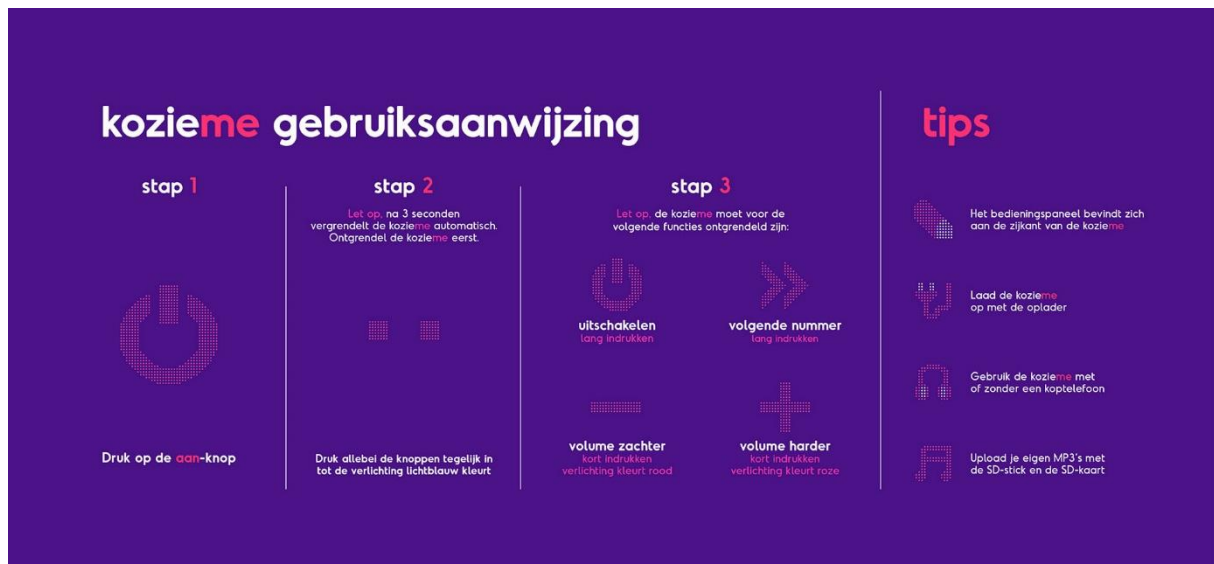 kozieme gebruiksaanwijzing
stap 1
Druk op de aan-knop
stap 2
Let op, na 3 seconden
vergrendelt de kozieme automatisch.
Ontgrendel de kozieme eerst.
Druk allebei de knoppen tegelijk in
tot de verlichting lichtblauw kleurt
stap 3
Let op, de kozieme moet voor de
volgende functies ontgrendeld zijn:
uitschakelen
lang indrukken
volgende nummer
lang indrukken
volume zachter
kort indrukken
verlichting kleurt rood
volume harder
kort indrukken
verlichting kleurt roze
tips
Het bedieningspaneel bevindt zich
aan de zijkant van de kozieme
Laad de kozieme
op met de oplader
Gebruik de kozieme met
of zonder een koptelefoon
Upload je eigen MP3's met
de SD-stick en de SD-kaart